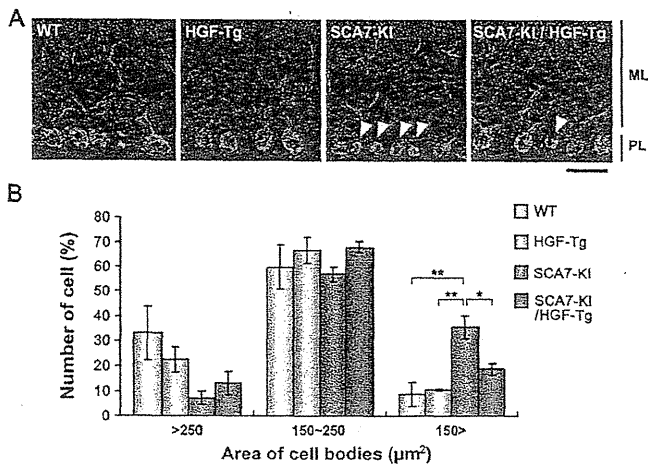 A
WT
HGF-Tg
SCA7-KI
SCA7-KI / HGF-Tg
ML
PL
B
Number of cell (%)
80
70
60
50
40
30
20
10
0
**
**
*
>250
150~250
150>
Area of cell bodies (μm²)
WT
HGF-Tg
SCA7-KI
SCA7-KI
/HGF-Tg